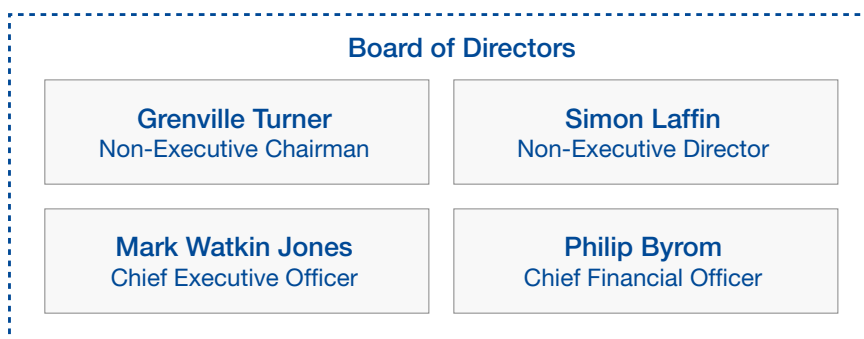 Board of Directors
Grenville Turner
Non-Executive Chairman
Simon Laffin
Non-Executive Director
Mark Watkin Jones
Chief Executive Officer
Philip Byrom
Chief Financial Officer